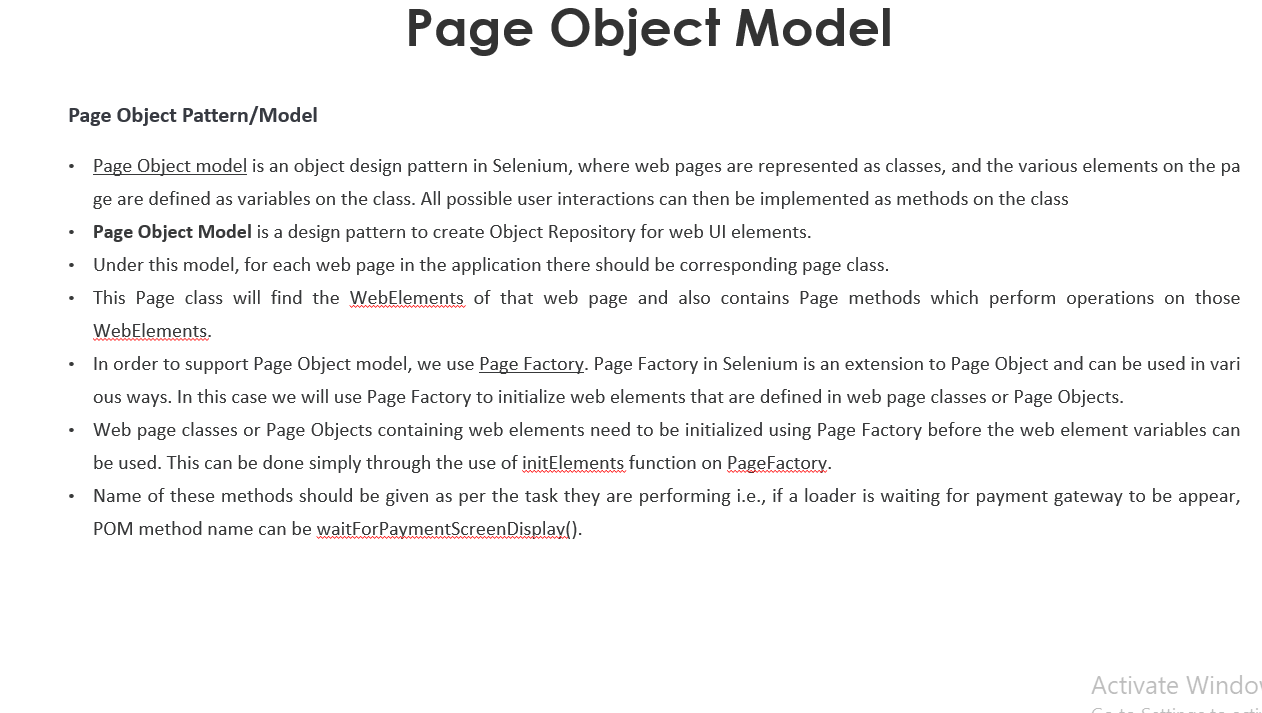 Page Object Model
Page Object Pattern/Model
• Page Object model is an object design pattern in Selenium, where web pages are represented as classes, and the various elements on the pa
ge are defined as variables on the class. All possible user interactions can then be implemented as methods on the class
• Page Object Model is a design pattern to create Object Repository for web UI elements.
• Under this model, for each web page in the application there should be corresponding page class.
• This Page class will find the WebElements of that web page and also contains Page methods which perform operations on those
WebElements.
• In order to support Page Object model, we use Page Factory. Page Factory in Selenium is an extension to Page Object and can be used in vari
ous ways. In this case we will use Page Factory to initialize web elements that are defined in web page classes or Page Objects.
• Web page classes or Page Objects containing web elements need to be initialized using Page Factory before the web element variables can
be used. This can be done simply through the use of initElements function on PageFactory.
• Name of these methods should be given as per the task they are performing i.e., if a loader is waiting for payment gateway to be appear,
POM method name can be waitForPaymentScreenDisplay().
Activate Window
Go to Settings to acti